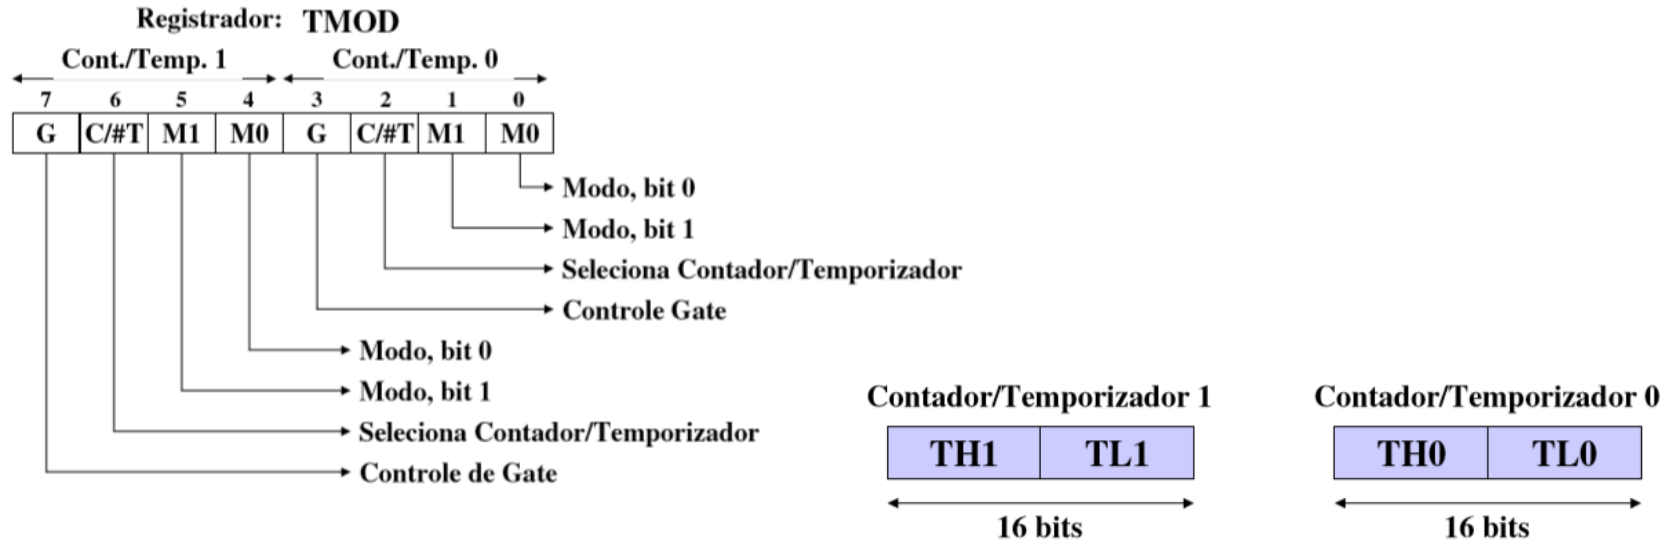 Registrador: TMOD
Cont./Temp. 1 Cont./Temp. 0
7 6 5 4 3 2 1 0
G C/#T M1 M0 G C/#T M1 M0
Modo, bit 0
Modo, bit 1
Seleciona Contador/Temporizador
Controle Gate
Modo, bit 0
Modo, bit 1
Seleciona Contador/Temporizador
Controle de Gate
Contador/Temporizador 1
TH1 TL1
16 bits
Contador/Temporizador 0
TH0 TL0
16 bits